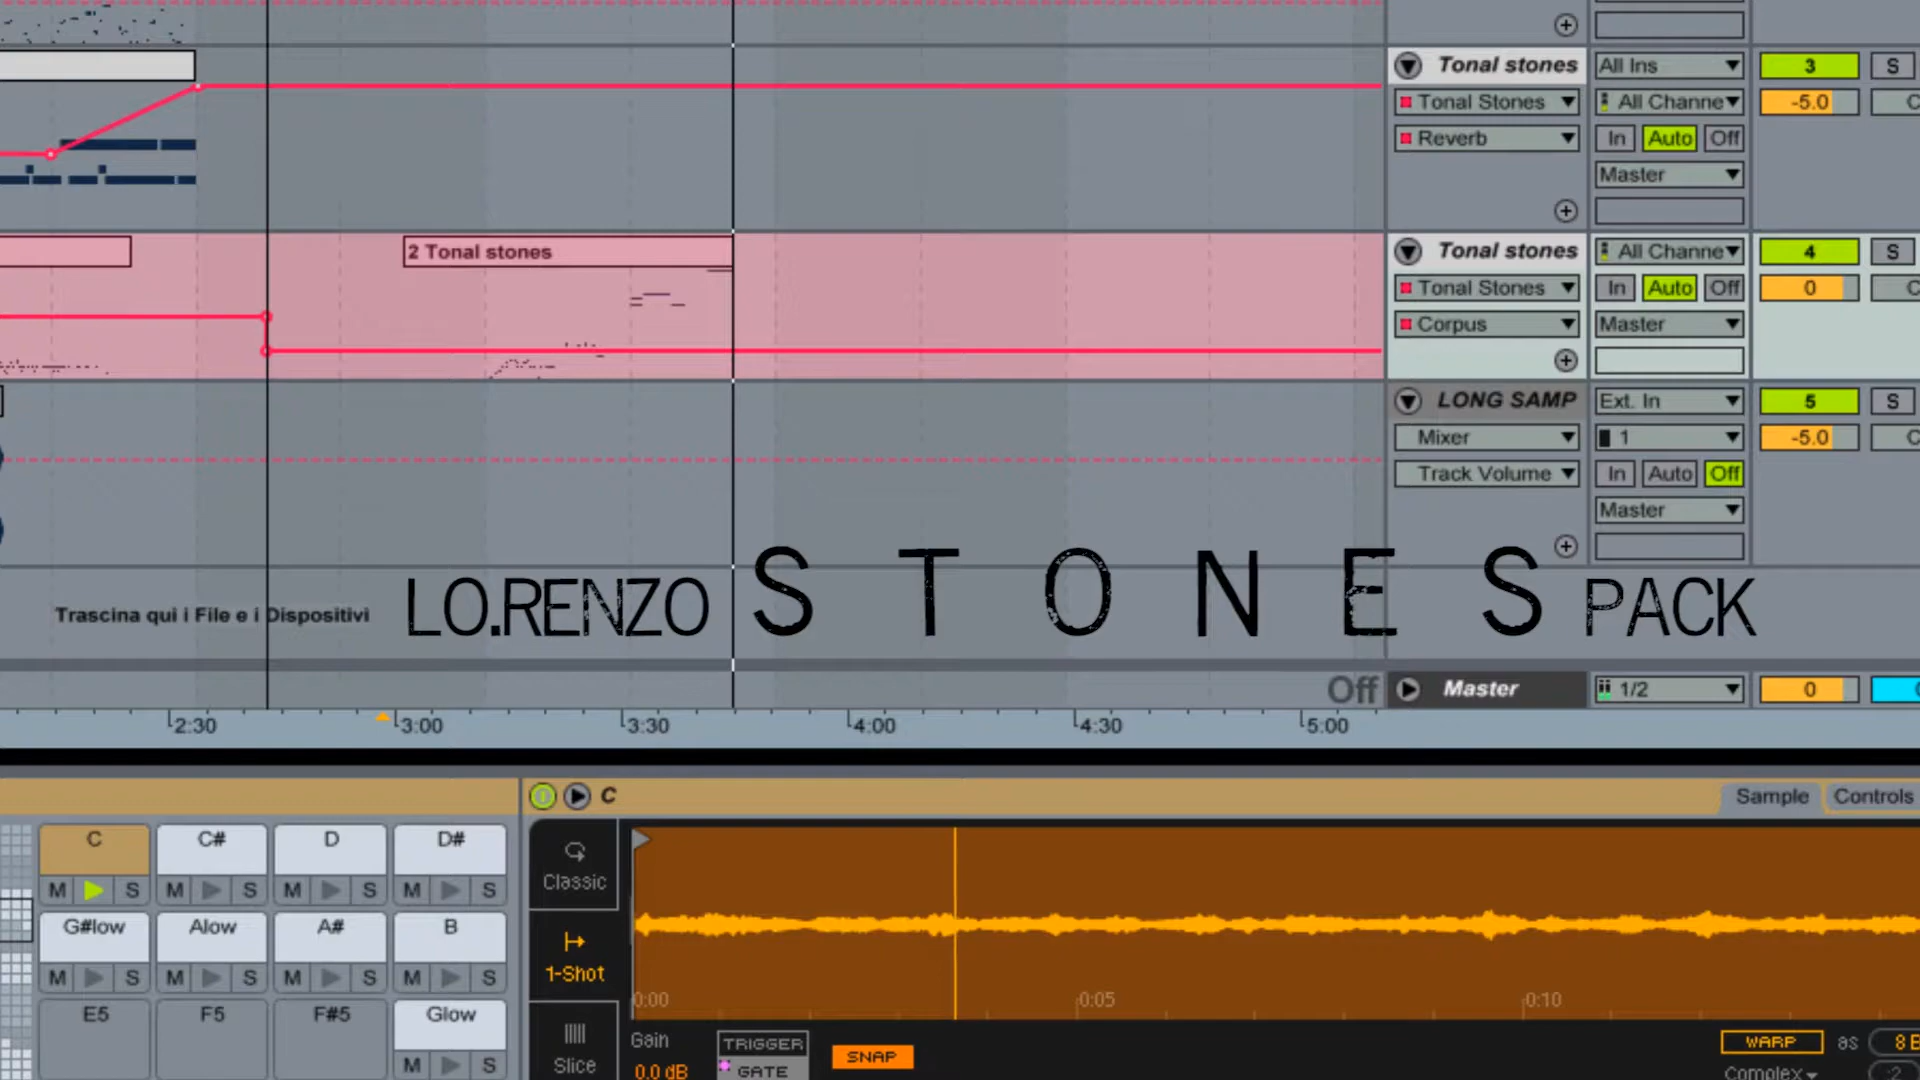 Tonal stones All Ins 3 S
Tonal Stones All Channe -5.0 C
Reverb In Auto Off
Master
2 Tonal stones
Tonal stones All Channe 4 S
Tonal Stones In Auto Off 0 C
Corpus Master
LONG SAMP Ext. In 5 S
Mixer 1 -5.0 C
Track Volume In Auto Off
Master
Trascina qui i File e i Dispositivi
LO.RENZO STONES PACK
Off Master 1/2 0
2:30 3:00 3:30 4:00 4:30 5:00
C Sample Controls
C C# D D#
M S M S M S M S
G#low Alow A# B
M S M S M S M S
E5 F5 F#5 Glow
M S
Classic
1-Shot
Slice
0:00 0:05 0:10
Gain TRIGGER SNAP WARP as 8 B
0.0 dB GATE Complex :2